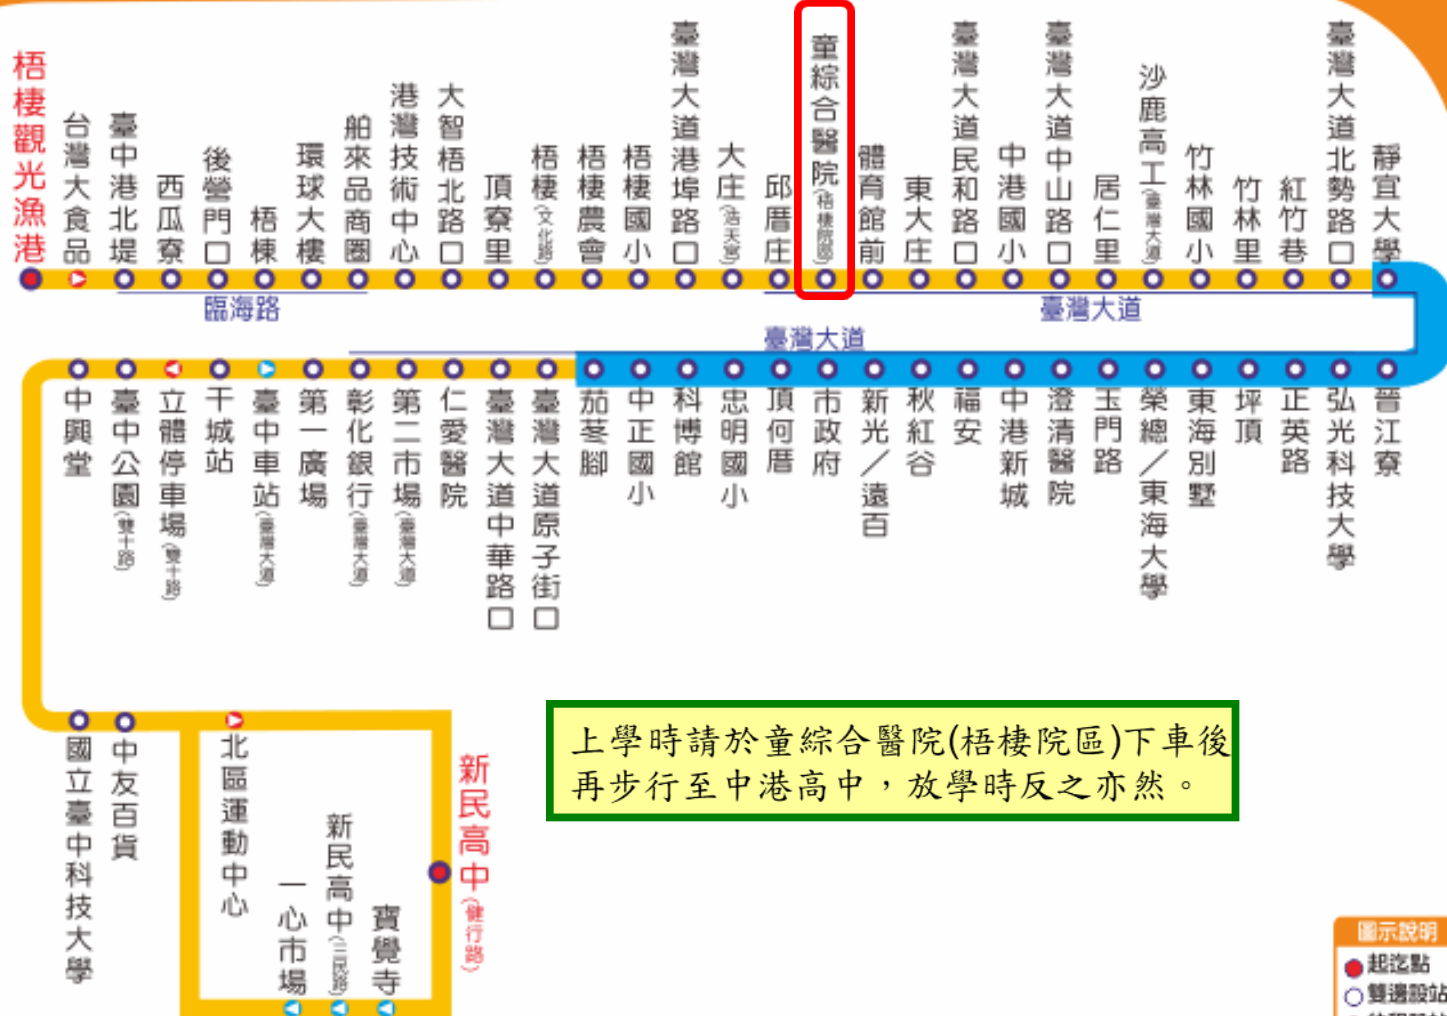 梧棲觀光漁港
台灣大食品
臺中港北堤
西瓜寮
後營門口
梧棟
環球大樓
舶來品商圈
港灣技術中心
大智梧北路口
頂寮里
梧棲(文化路)
梧棲農會
梧棲國小
臺灣大道港埠路口
大庄(浩天宮)
邱厝庄
童綜合醫院(梧棲院區)
體育館前
東大庄
臺灣大道民和路口
中港國小
臺灣大道中山路口
居仁里
沙鹿高工(臺灣大道)
竹林國小
竹林里
紅竹巷
臺灣大道北勢路口
靜宜大學
臨海路
臺灣大道
臺灣大道
中興堂
臺中公園(雙十路)
立體停車場(雙十路)
干城站
臺中車站(臺灣大道)
第一廣場
彰化銀行(臺灣大道)
第二市場(臺灣大道)
仁愛醫院
臺灣大道中華路口
臺灣大道原子街口
茄苳腳
中正國小
科博館
忠明國小
頂何厝
市政府
新光／遠百
秋紅谷
福安
中港新城
澄清醫院
玉門路
榮總／東海大學
東海別墅
坪頂
正英路
弘光科技大學
晉江寮
國立臺中科技大學
中友百貨
北區運動中心
一心市場
新民高中(三民路)
寶覺寺
新民高中(健行路)
上學時請於童綜合醫院(梧棲院區)下車後
再步行至中港高中，放學時反之亦然。
圖示說明
起迄點
雙邊設站